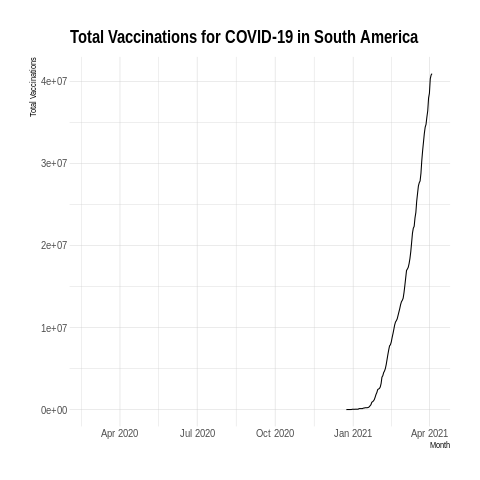 Total Vaccinations for COVID-19 in South America
Total Vaccinations
4e+07
3e+07
2e+07
1e+07
0e+00
Apr 2020 Jul 2020 Oct 2020 Jan 2021 Apr 2021
Month